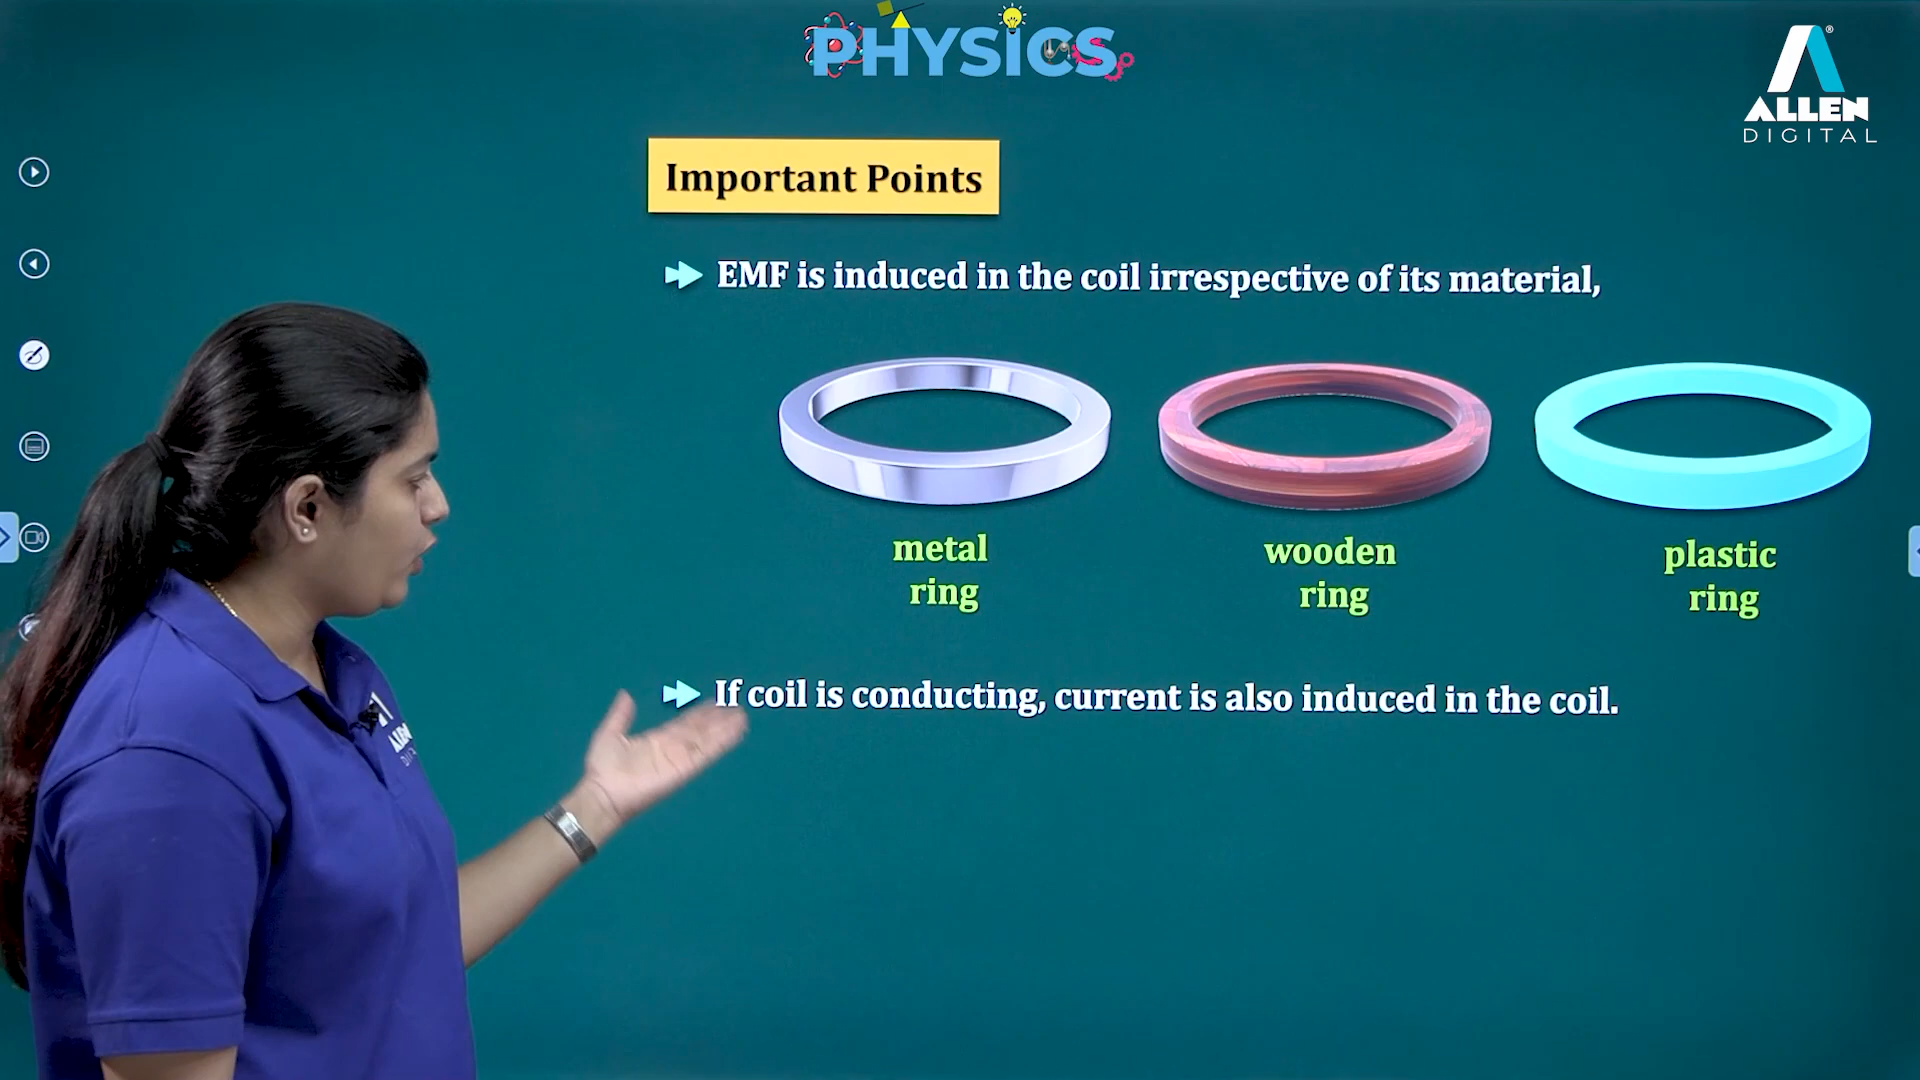 PHYSICS
ALLEN
DIGITAL
Important Points
EMF is induced in the coil irrespective of its material,
metal
ring
wooden
ring
plastic
ring
If coil is conducting, current is also induced in the coil.